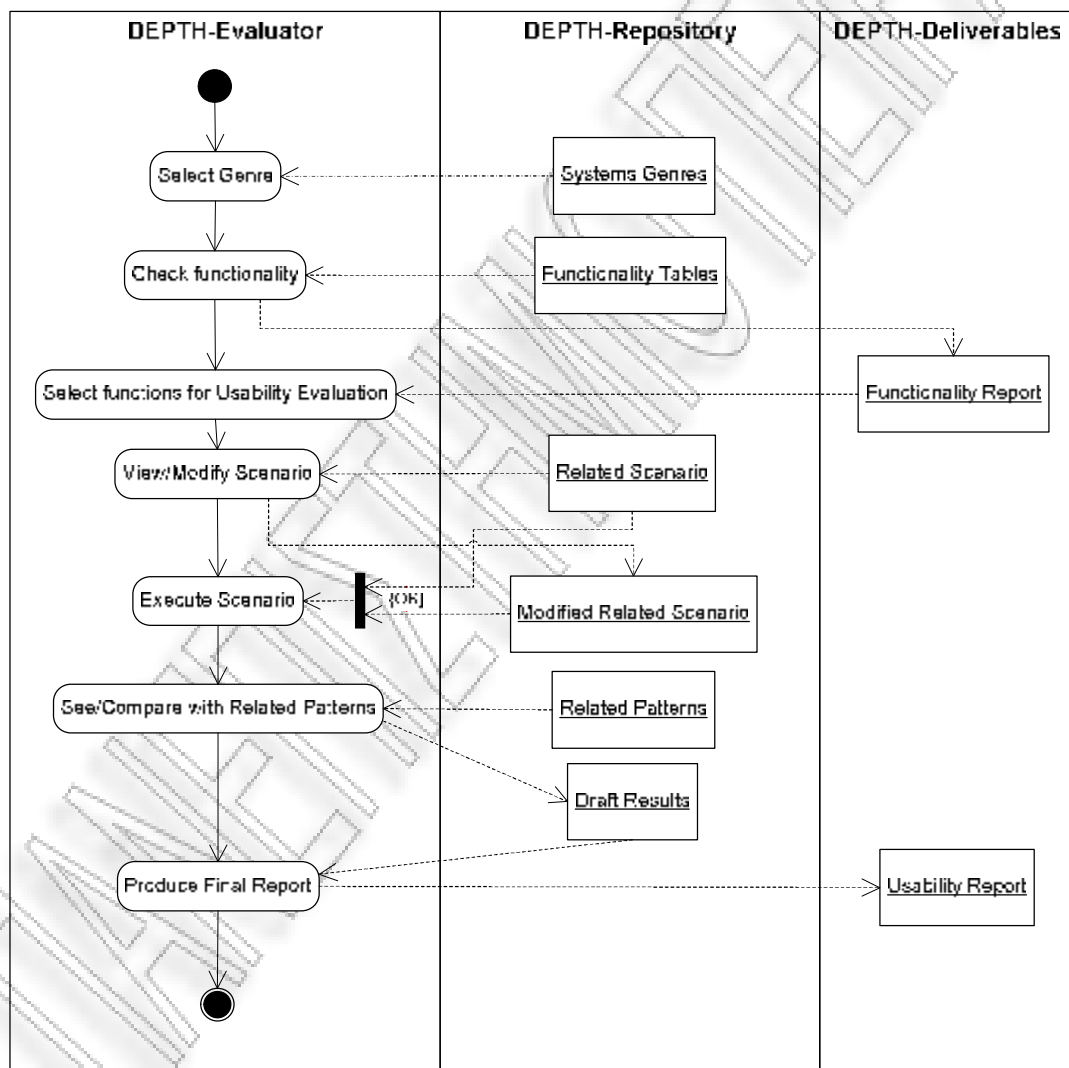 DEPTH-Evaluator
DEPTH-Repository
DEPTH-Deliverables
Select Genre
Systems Genres
Check functionality
Functionality Tables
Select functions for Usability Evaluation
Functionality Report
View/Modify Scenario
Related Scenario
Execute Scenario
[OR]
Modified Related Scenario
See/Compare with Related Patterns
Related Patterns
Draft Results
Produce Final Report
Usability Report